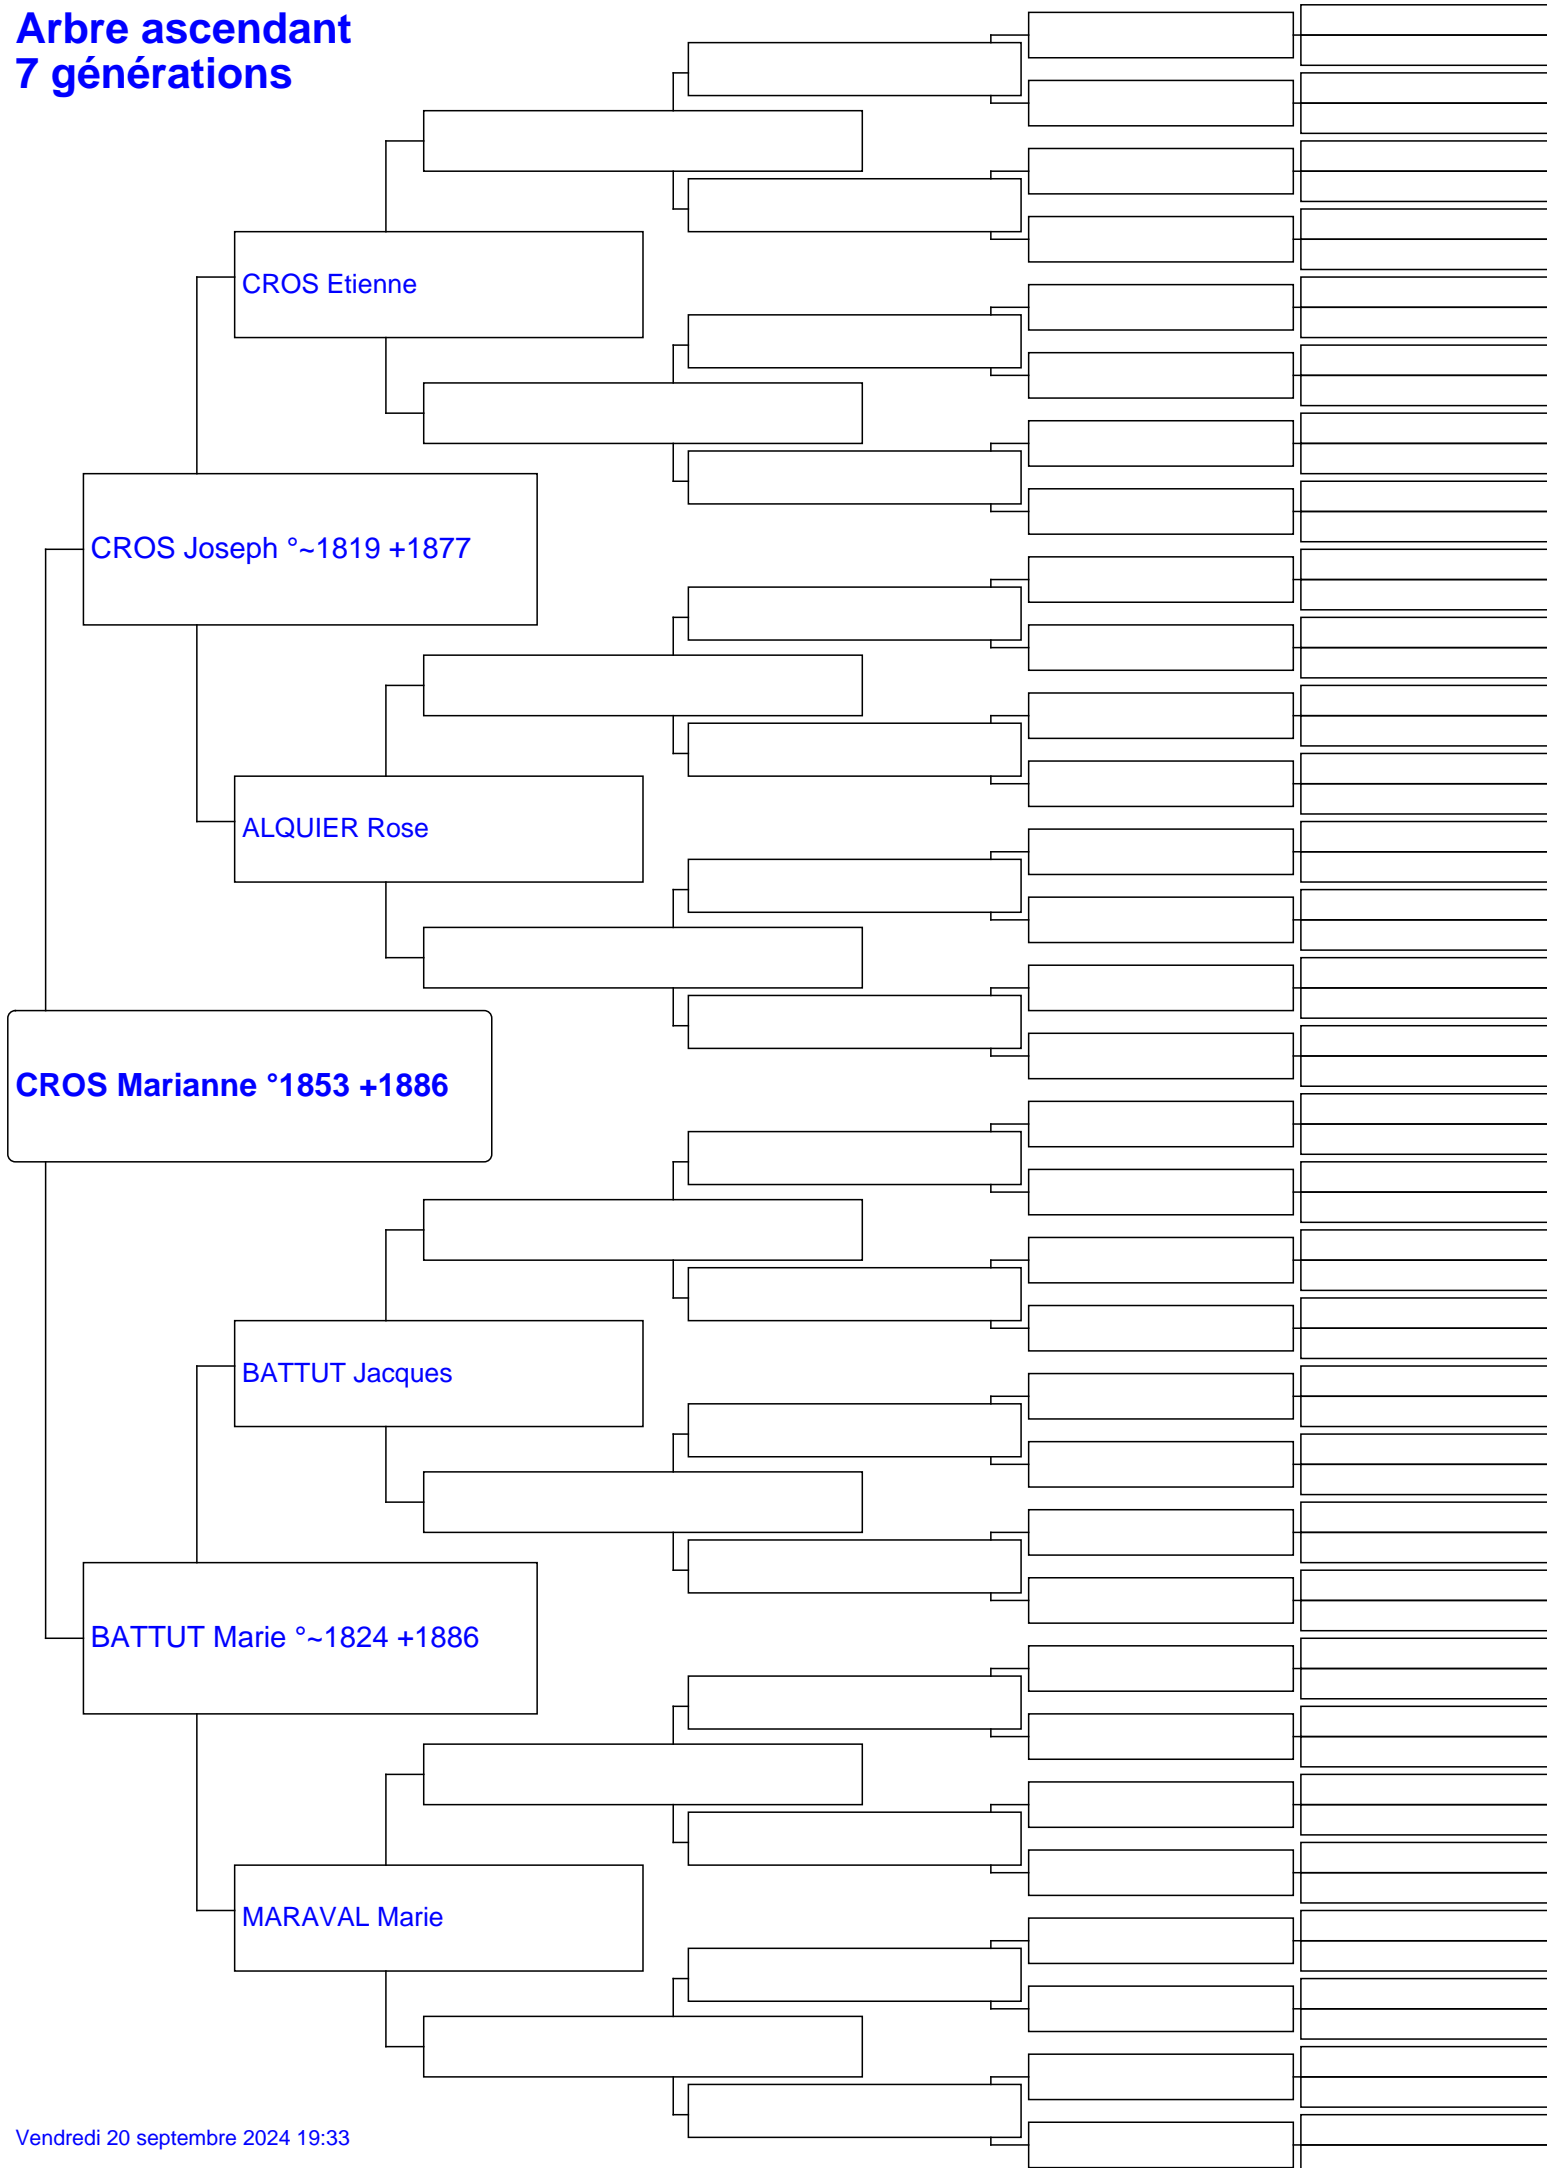 Arbre ascendant
7 générations
CROS Etienne
CROS Joseph °~1819 +1877
ALQUIER Rose
CROS Marianne °1853 +1886
BATTUT Jacques
BATTUT Marie °~1824 +1886
MARAVAL Marie
Vendredi 20 septembre 2024 19:33